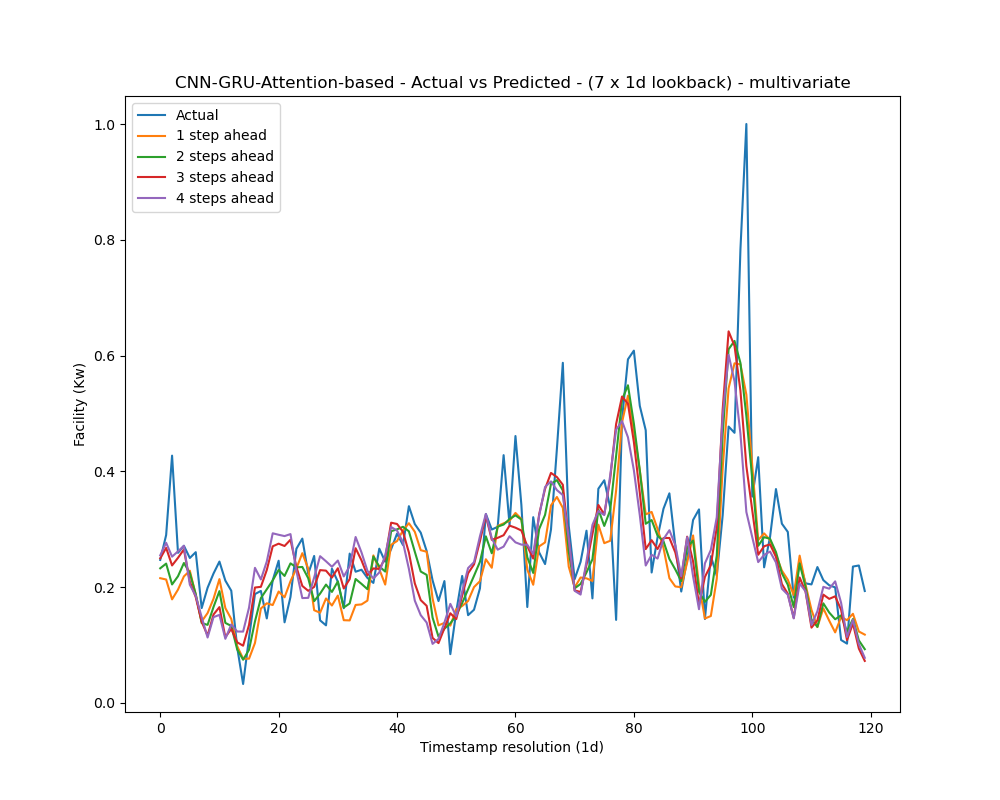 CNN-GRU-Attention-based - Actual vs Predicted - (7 x 1d lookback) - multivariate
Actual
1 step ahead
2 steps ahead
3 steps ahead
4 steps ahead
Facility (Kw)
1.0
0.8
0.6
0.4
0.2
0.0
0 20 40 60 80 100 120
Timestamp resolution (1d)